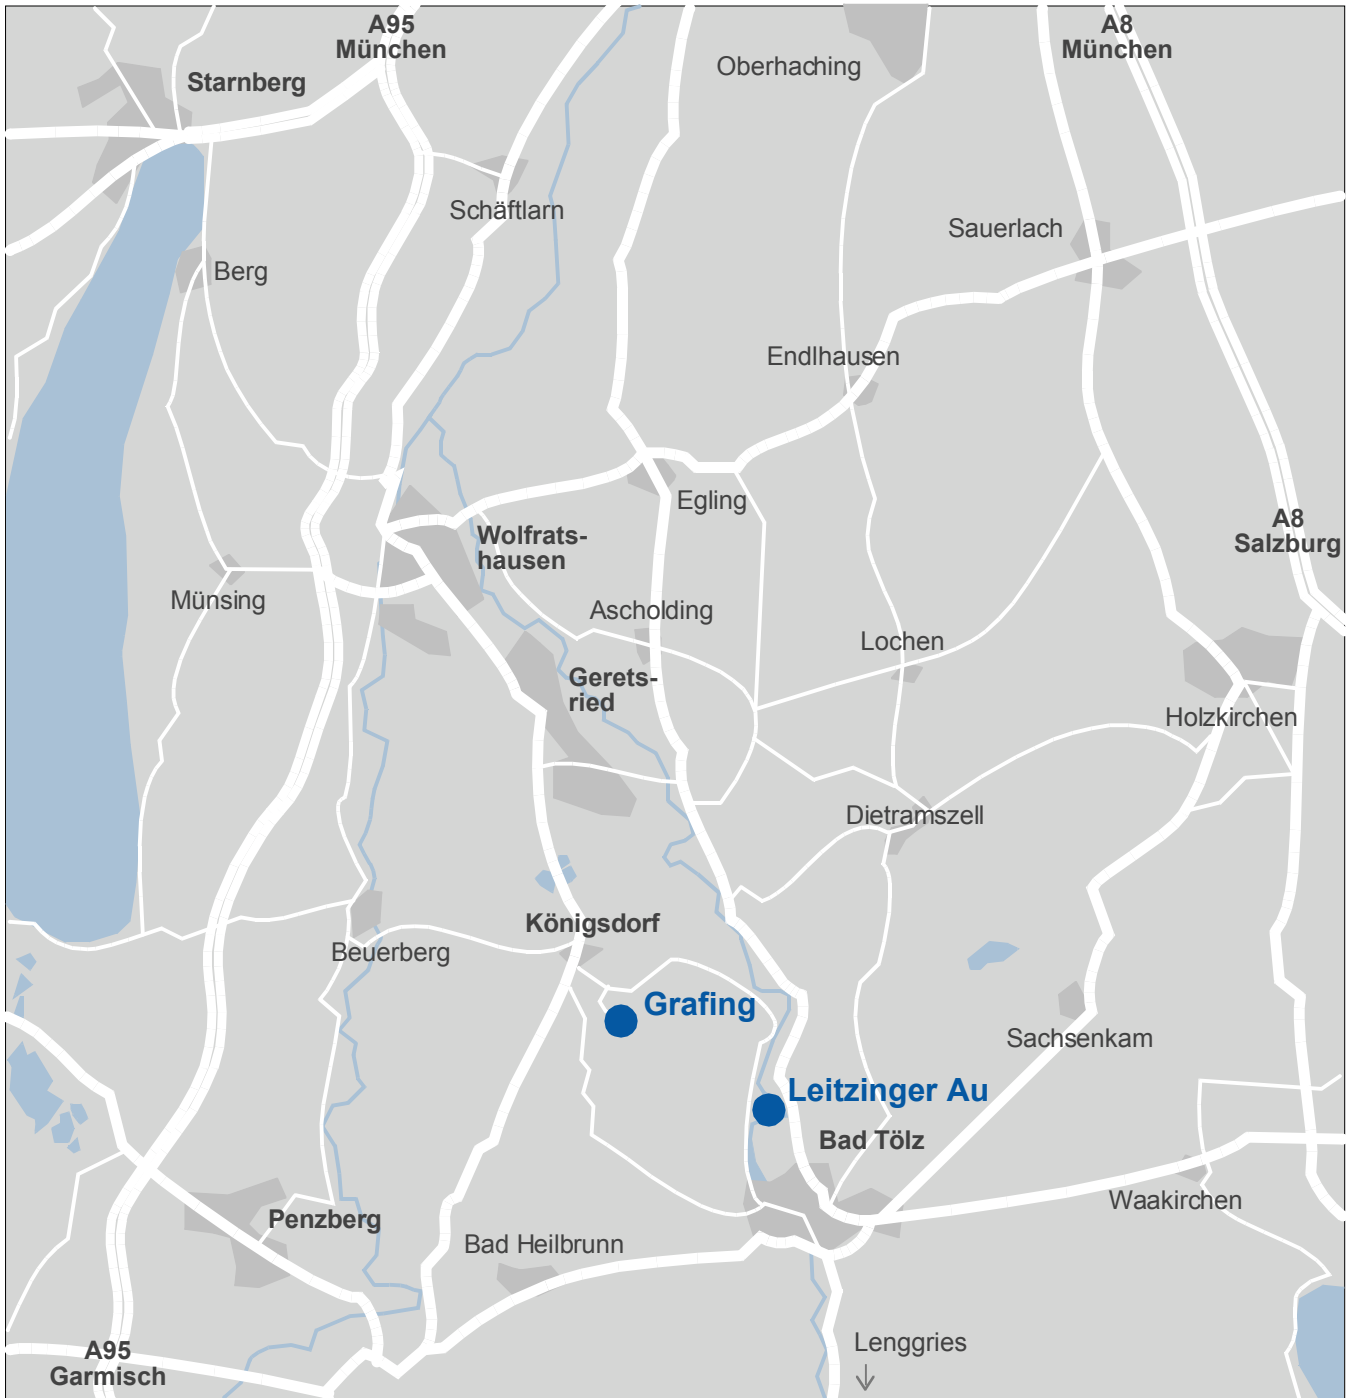 A95
München
A8
München
Oberhaching
Starnberg
Schäftlarn
Sauerlach
Berg
Endlhausen
Egling
A8
Salzburg
Wolfrats-
hausen
Münsing
Ascholding
Lochen
Gerets-
ried
Holzkirchen
Dietramszell
Königsdorf
Beuerberg
Grafing
Sachsenkam
Leitzinger Au
Bad Tölz
Waakirchen
Penzberg
Bad Heilbrunn
Lenggries
A95
Garmisch